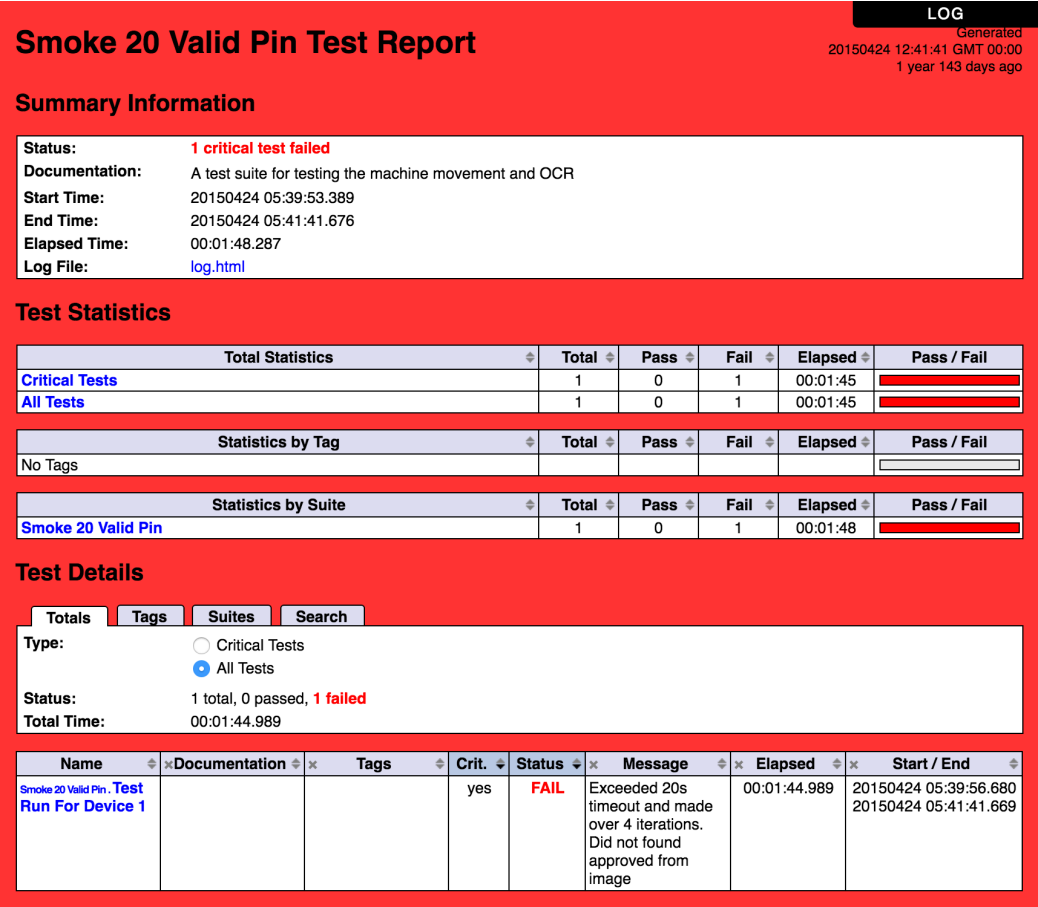 LOG
Smoke 20 Valid Pin Test Report
Generated
20150424 12:41:41 GMT 00:00
1 year 143 days ago
Summary Information
Status: 1 critical test failed
Documentation: A test suite for testing the machine movement and OCR
Start Time: 20150424 05:39:53.389
End Time: 20150424 05:41:41.676
Elapsed Time: 00:01:48.287
Log File: log.html
Test Statistics
Total Statistics Total Pass Fail Elapsed Pass / Fail
Critical Tests 1 0 1 00:01:45
All Tests 1 0 1 00:01:45
Statistics by Tag Total Pass Fail Elapsed Pass / Fail
No Tags
Statistics by Suite Total Pass Fail Elapsed Pass / Fail
Smoke 20 Valid Pin 1 0 1 00:01:48
Test Details
Totals Tags Suites Search
Type: Critical Tests
All Tests
Status: 1 total, 0 passed, 1 failed
Total Time: 00:01:44.989
Name × Documentation × Tags Crit. Status × Message × Elapsed × Start / End
Smoke 20 Valid Pin . Test yes FAIL Exceeded 20s 00:01:44.989 20150424 05:39:56.680
Run For Device 1 timeout and made 20150424 05:41:41.669
over 4 iterations.
Did not found
approved from
image